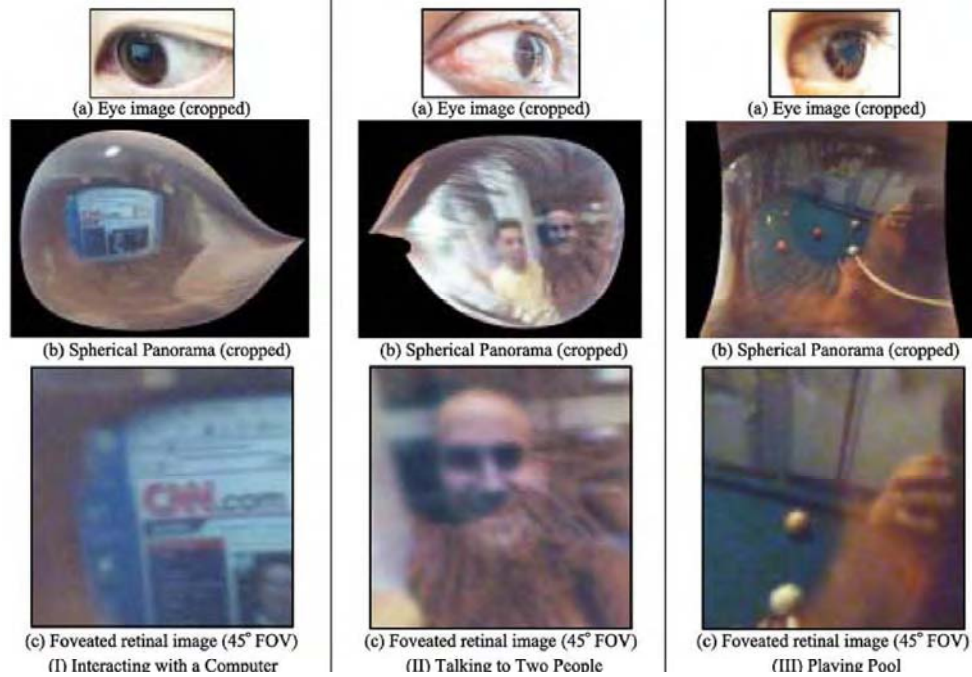 (a) Eye image (cropped)
(b) Spherical Panorama (cropped)
CNN.com
(c) Foveated retinal image (45° FOV)
(I) Interacting with a Computer
(a) Eye image (cropped)
(b) Spherical Panorama (cropped)
(c) Foveated retinal image (45° FOV)
(II) Talking to Two People
(a) Eye image (cropped)
(b) Spherical Panorama (cropped)
(c) Foveated retinal image (45° FOV)
(III) Playing Pool